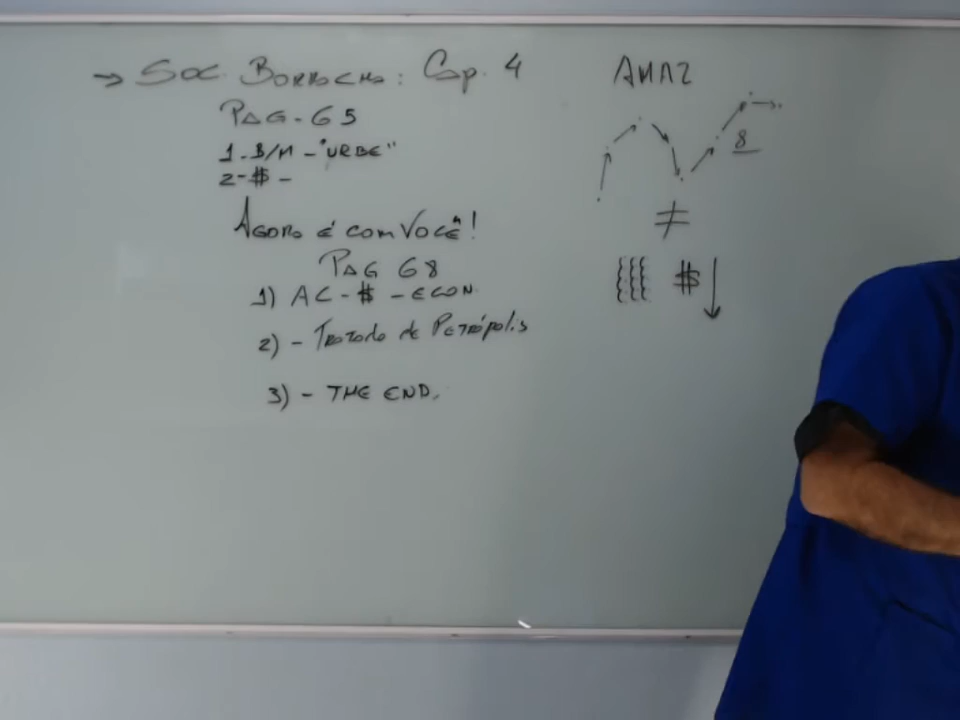 → Soc. Borracha: Cap. 4
PAG - 65
1 - B/M - "URBE"
2 - $ -
Agora é com Você"!
PAG 68
1) AC - $ - ECON.
2) - Tratado de Petrópolis
3) - THE END.
AMAZ
8
≠
$ ↓